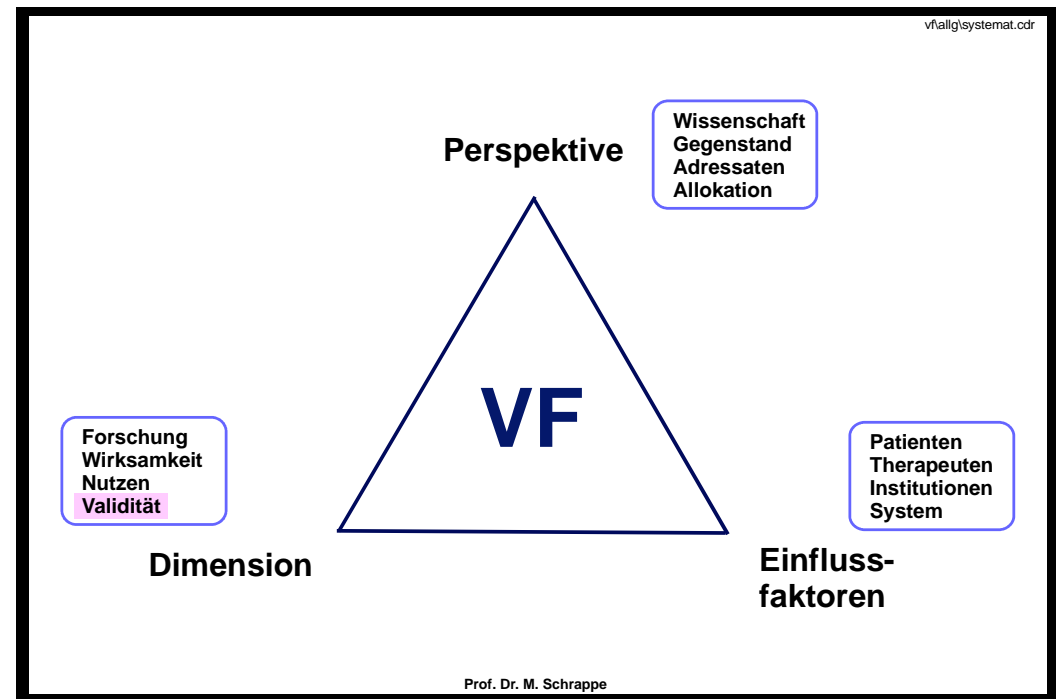 vf\allg\systemat.cdr
Perspektive
Wissenschaft
Gegenstand
Adressaten
Allokation
VF
Forschung
Wirksamkeit
Nutzen
Validität
Dimension
Patienten
Therapeuten
Institutionen
System
Einfluss-
faktoren
Prof. Dr. M. Schrappe